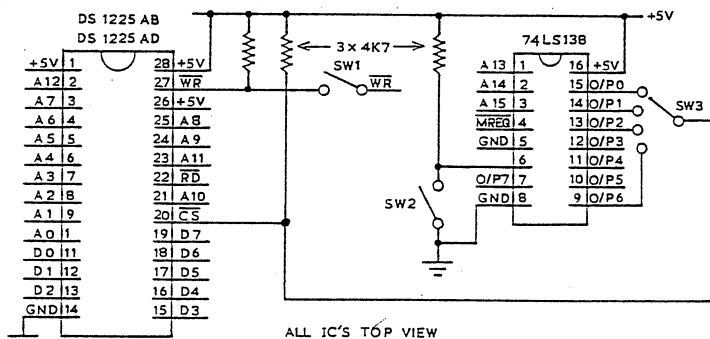 DS 1225 AB
DS 1225 AD
+5V 1
A12 2
A7 3
A6 4
A5 5
A4 6
A3 7
A2 8
A1 9
A0 1
D0 11
D1 12
D2 13
GND 14
28 +5V
27 WR
26 +5V
25 A8
24 A9
23 A11
22 RD
21 A10
20 CS
19 D7
18 D6
17 D5
16 D4
15 D3
3 x 4K7
SW1
WR
SW2
+5V
74LS138
A13 1
A14 2
A15 3
MREQ 4
GND 5
6
O/P7 7
GND 8
16 +5V
15 O/P0
14 O/P1
13 O/P2
12 O/P3
11 O/P4
10 O/P5
9 O/P6
SW3
ALL IC'S TOP VIEW